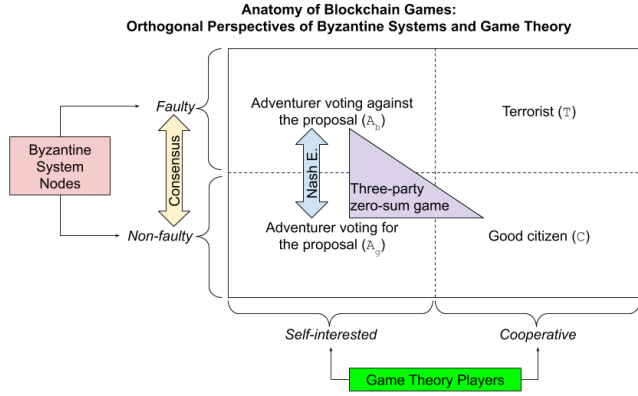 Anatomy of Blockchain Games:
Orthogonal Perspectives of Byzantine Systems and Game Theory
Faulty
Adventurer voting against
the proposal (A_b)
Terrorist (T)
Byzantine
System
Nodes
Consensus
Nash E.
Three-party
zero-sum game
Non-faulty
Adventurer voting for
the proposal (A_g)
Good citizen (C)
Self-interested
Cooperative
Game Theory Players